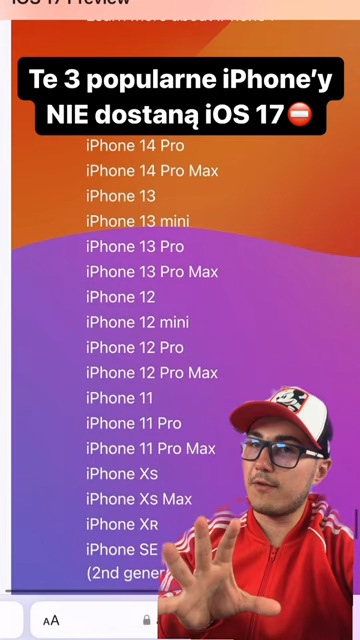 iOS 17 Preview
Te 3 popularne iPhone’y
NIE dostaną iOS 17⛔
iPhone 14 Pro
iPhone 14 Pro Max
iPhone 13
iPhone 13 mini
iPhone 13 Pro
iPhone 13 Pro Max
iPhone 12
iPhone 12 mini
iPhone 12 Pro
iPhone 12 Pro Max
iPhone 11
iPhone 11 Pro
iPhone 11 Pro Max
iPhone Xs
iPhone Xs Max
iPhone XR
iPhone SE
(2nd gener
AA